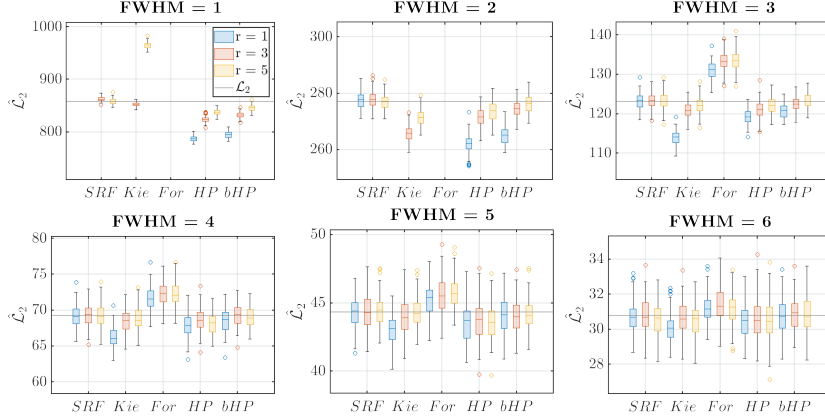 FWHM = 1
FWHM = 2
FWHM = 3
1000
900
800
L̂2
r = 1
r = 3
r = 5
L2
SRF Kie For HP bHP
300
280
260
L̂2
SRF Kie For HP bHP
140
130
120
110
L̂2
SRF Kie For HP bHP
FWHM = 4
FWHM = 5
FWHM = 6
80
75
70
65
60
L̂2
SRF Kie For HP bHP
50
45
40
L̂2
SRF Kie For HP bHP
34
32
30
28
L̂2
SRF Kie For HP bHP